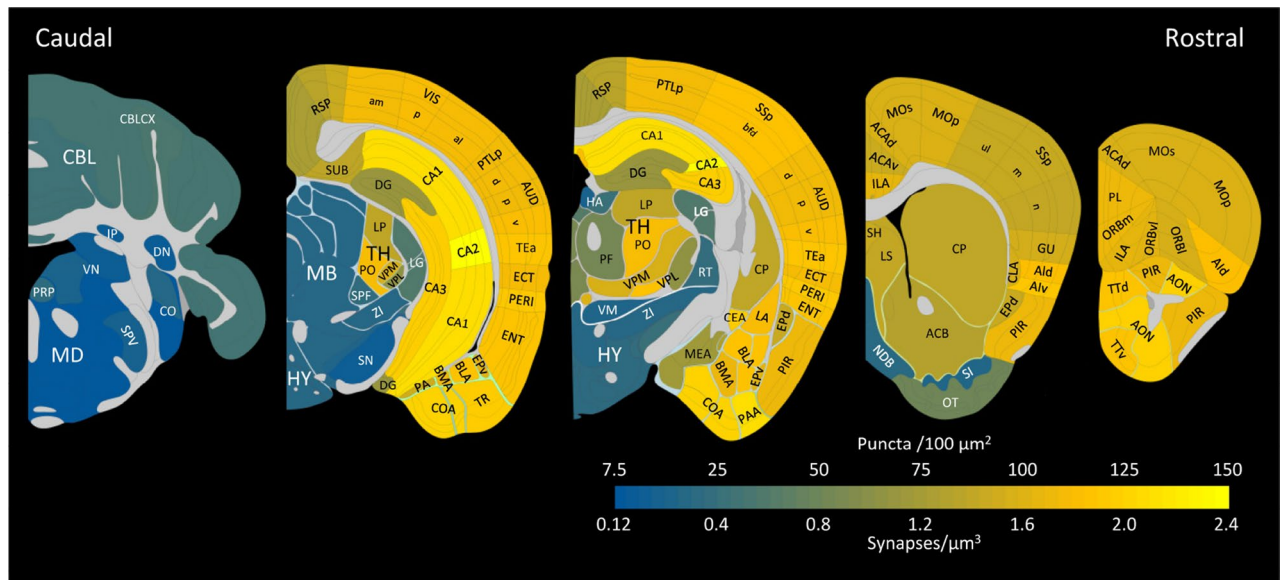 Caudal
Rostral
CBLCX
CBL
IP
DN
VN
PRP
CO
SPV
MD
RSP
am
VIS
p
al
PTLp
d
AUD
p
v
TEa
ECT
PERI
ENT
SUB
DG
CA1
CA2
CA3
CA1
LP
TH
PO
VPM
VPL
LG
MB
SPF
ZI
SN
HY
DG
PA
BMA
BLA
EPv
COA
TR
RSP
PTLp
SSp
bfd
CA1
CA2
CA3
DG
HA
LP
LG
TH
PO
PF
VPM
VPL
RT
CP
d
AUD
p
v
TEa
ECT
PERI
ENT
VM
ZI
HY
CEA
LA
EPd
MEA
BLA
BMA
EPv
PIR
COA
PAA
MOs
MOp
ACAd
ACAv
ILA
SSp
ul
m
n
SH
LS
CP
GU
CLA
AId
AIv
EPd
PIR
ACB
NDB
SI
OT
ACAd
MOs
MOp
PL
ORBm
ORBvl
ORBl
ILA
AId
PIR
AON
TTd
AON
PIR
TTv
Puncta /100 µm²
7.5 25 50 75 100 125 150
0.12 0.4 0.8 1.2 1.6 2.0 2.4
Synapses/µm³